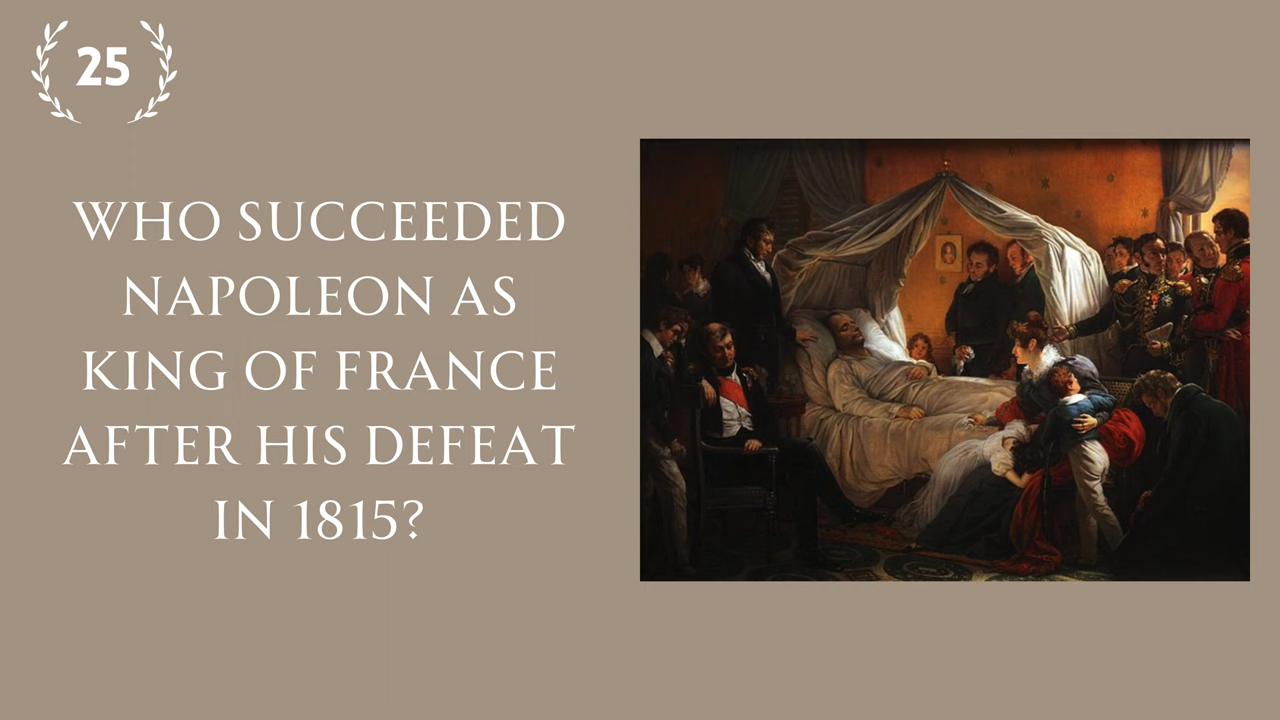 25
WHO SUCCEEDED
NAPOLEON AS
KING OF FRANCE
AFTER HIS DEFEAT
IN 1815?